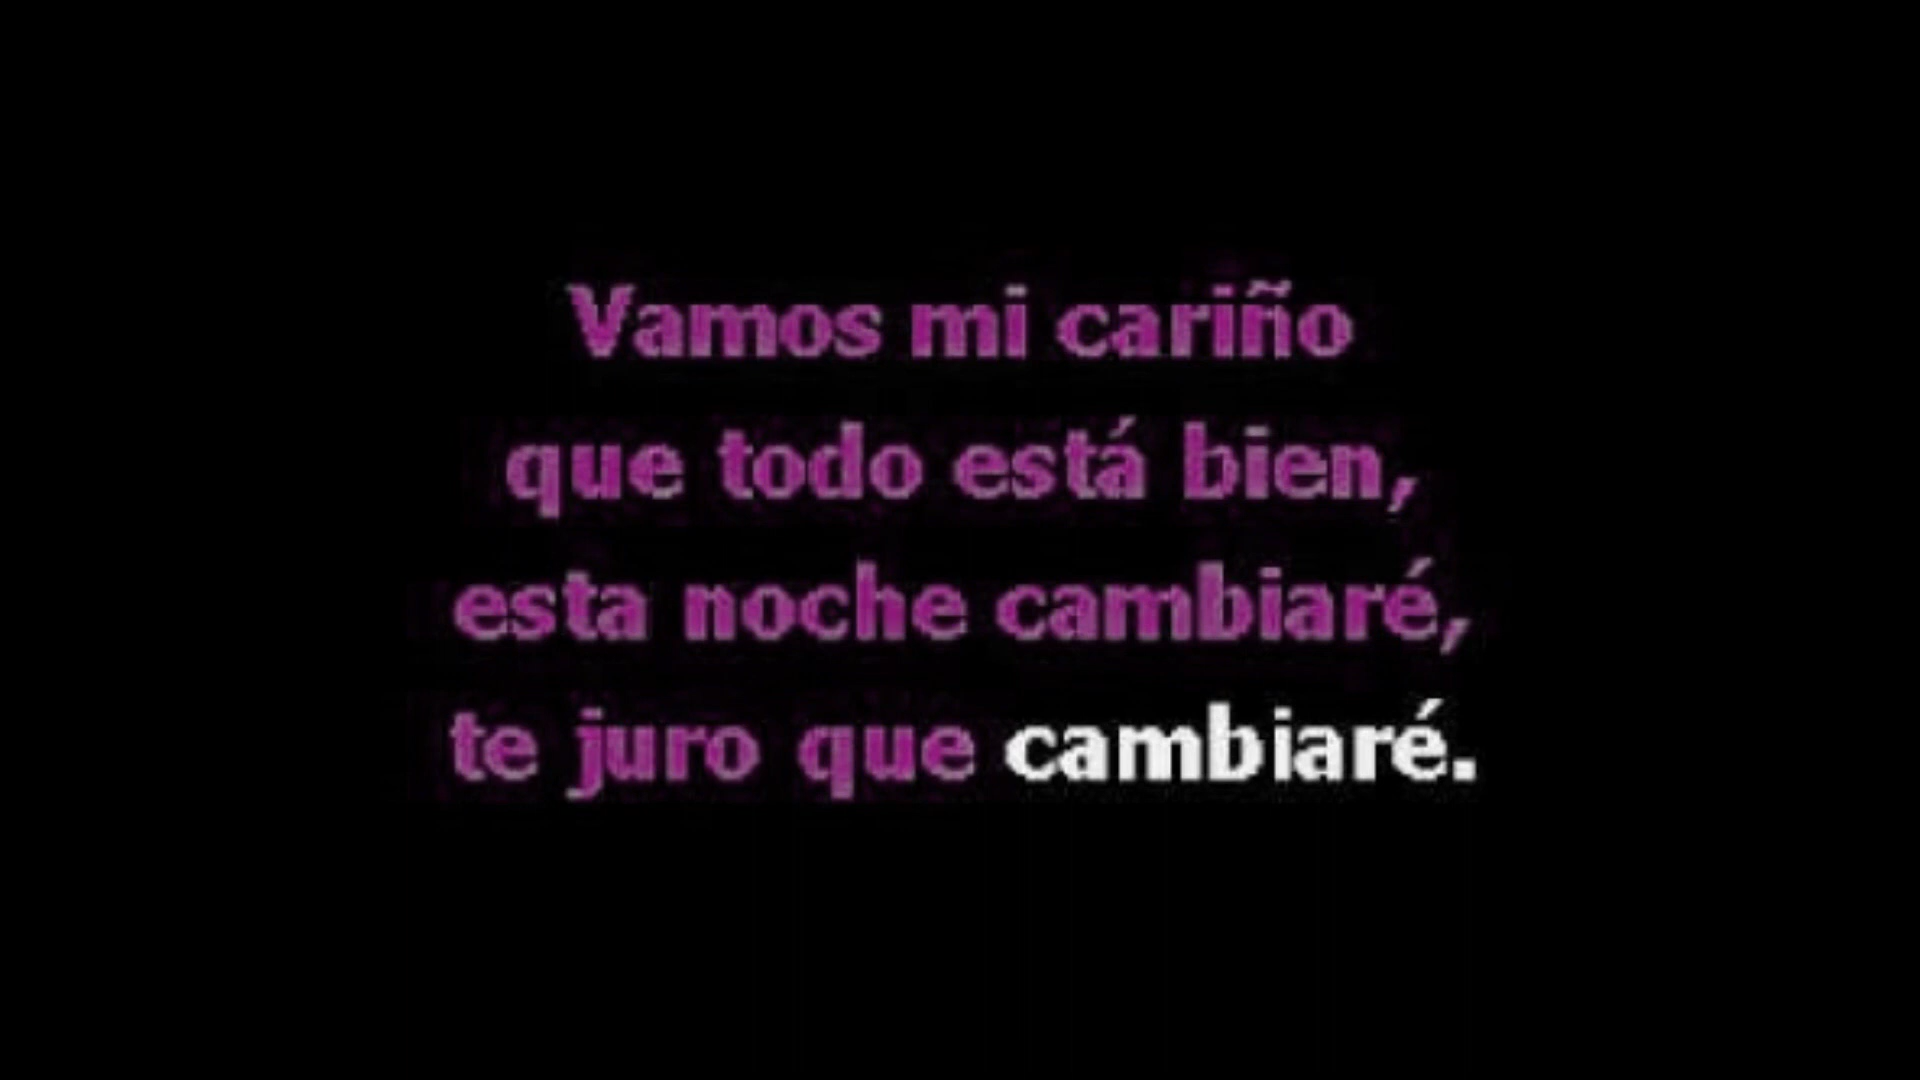 Vamos mi cariño
que todo está bien,
esta noche cambiaré,
te juro que cambiaré.